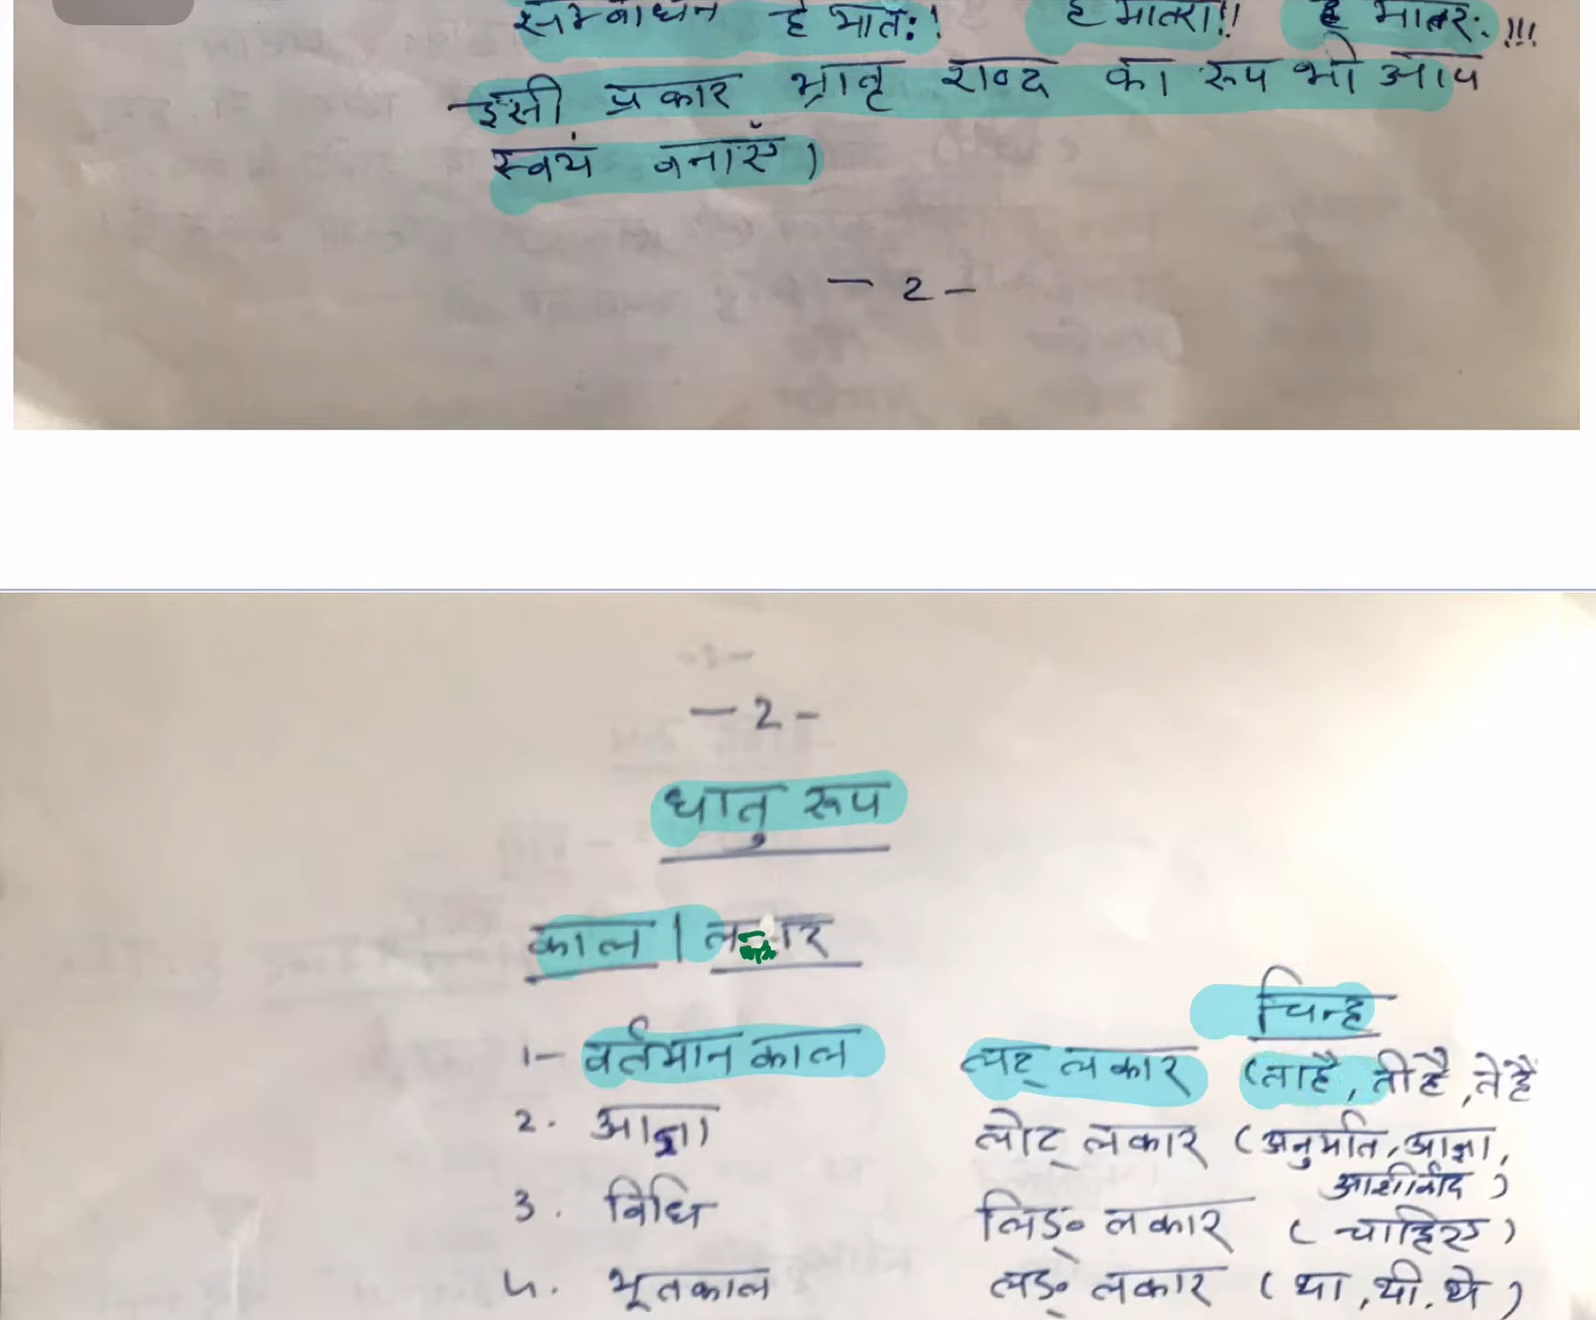 सम्बोधन हे मातः! हे मातरा!! हे मातरः!!!
इसी प्रकार भ्रातृ शब्द का रूप भी आप
स्वयं बनाएँ)
— 2 —
— 2 -
धातु रूप
काल | लकार
चिन्ह
1— वर्तमान काल लट् लकार (ता है, ती है, ते हैं
2. आज्ञा लोट् लकार (अनुमति, आज्ञा,
आशीर्वाद)
3. विधि लिङ् लकार (चाहिए)
4. भूतकाल लङ् लकार (था, थी, थे)